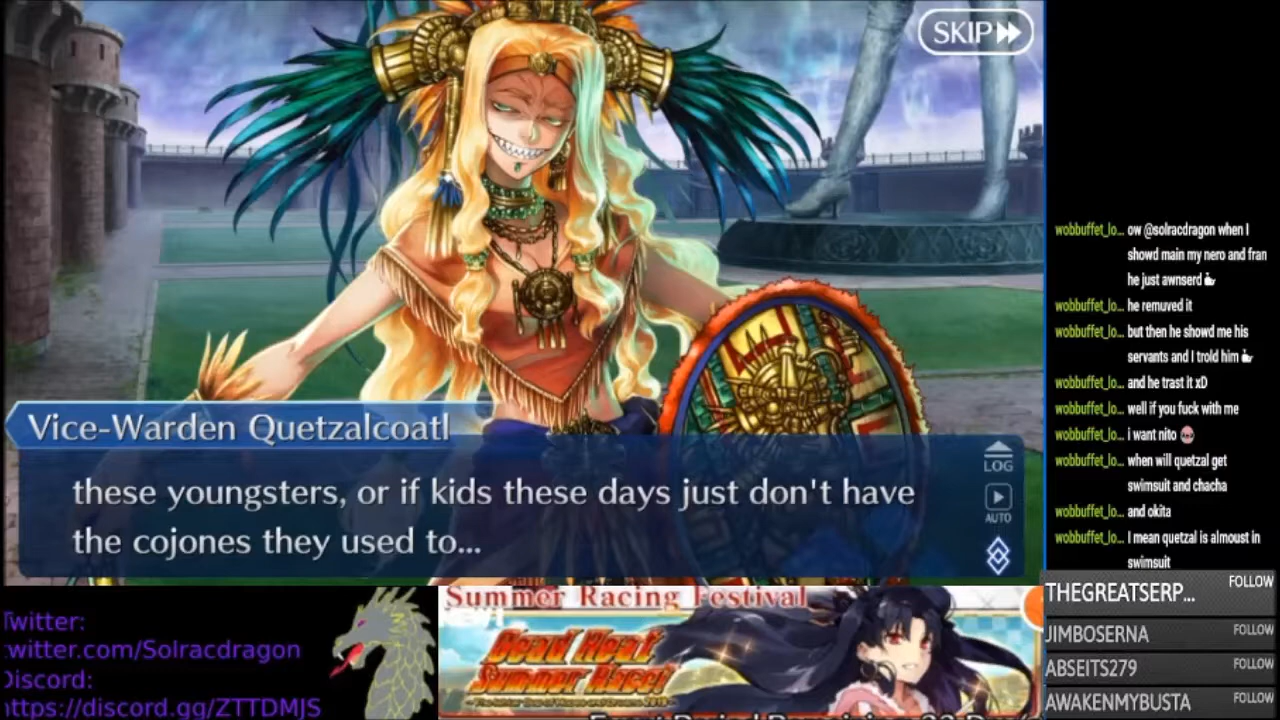 SKIP
Vice-Warden Quetzalcoatl
these youngsters, or if kids these days just don't have
the cojones they used to...
LOG
AUTO
wobbuffet_lo... ow @solracdragon when I
showd main my nero and fran
he just awnserd
wobbuffet_lo... he remuved it
wobbuffet_lo... but then he showd me his
servants and I trold him
wobbuffet_lo... and he trast it xD
wobbuffet_lo... well if you fuck with me
wobbuffet_lo... i want nito
wobbuffet_lo... when will quetzal get
swimsuit and chacha
wobbuffet_lo... and okita
wobbuffet_lo... I mean quetzal is almoust in
swimsuit
Twitter:
twitter.com/Solracdragon
Discord:
https://discord.gg/ZTTDMJS
Summer Racing Festival
Dead Heat
Summer Race!
THEGREATSERP... FOLLOW
JIMBOSERNA FOLLOW
ABSEITS279 FOLLOW
AWAKENMYBUSTA FOLLOW